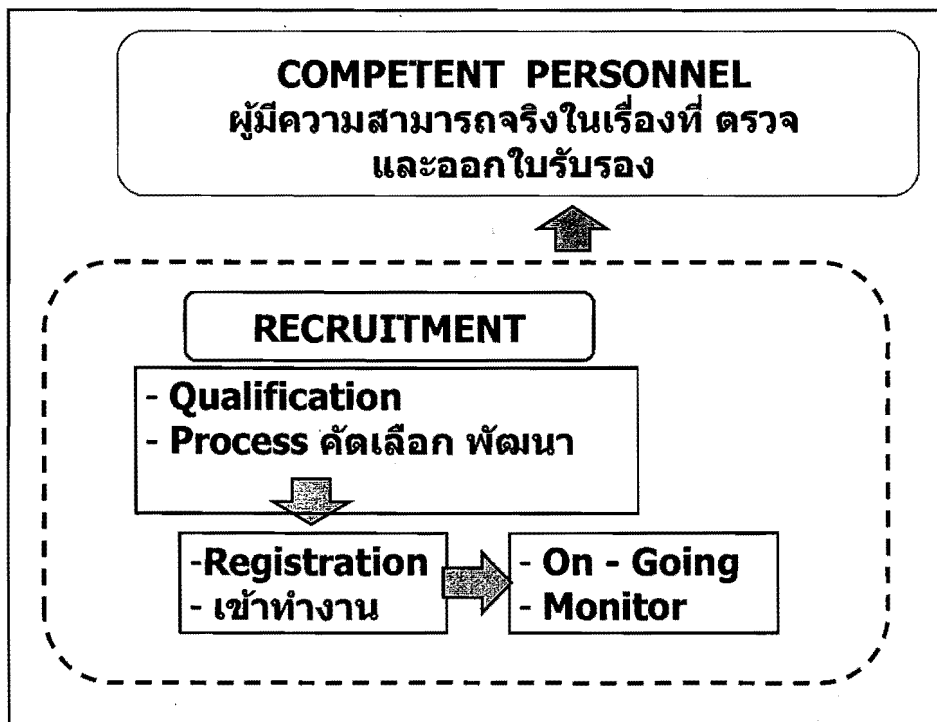 COMPETENT PERSONNEL
ผู้มีความสามารถจริงในเรื่องที่ ตรวจ
และออกใบรับรอง
RECRUITMENT
- Qualification
- Process คัดเลือก พัฒนา
-Registration
- เข้าทำงาน
- On - Going
- Monitor